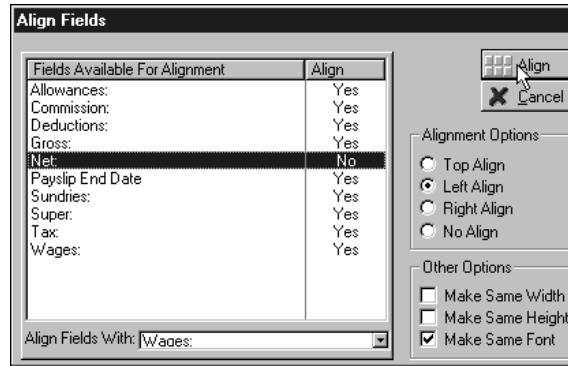 Align Fields
Fields Available For Alignment Align
Allowances: Yes
Commission: Yes
Deductions: Yes
Gross: Yes
Net: No
Payslip End Date Yes
Sundries: Yes
Super: Yes
Tax: Yes
Wages: Yes
Align Fields With: Wages:
Align
Cancel
Alignment Options
Top Align
Left Align
Right Align
No Align
Other Options
Make Same Width
Make Same Height
Make Same Font